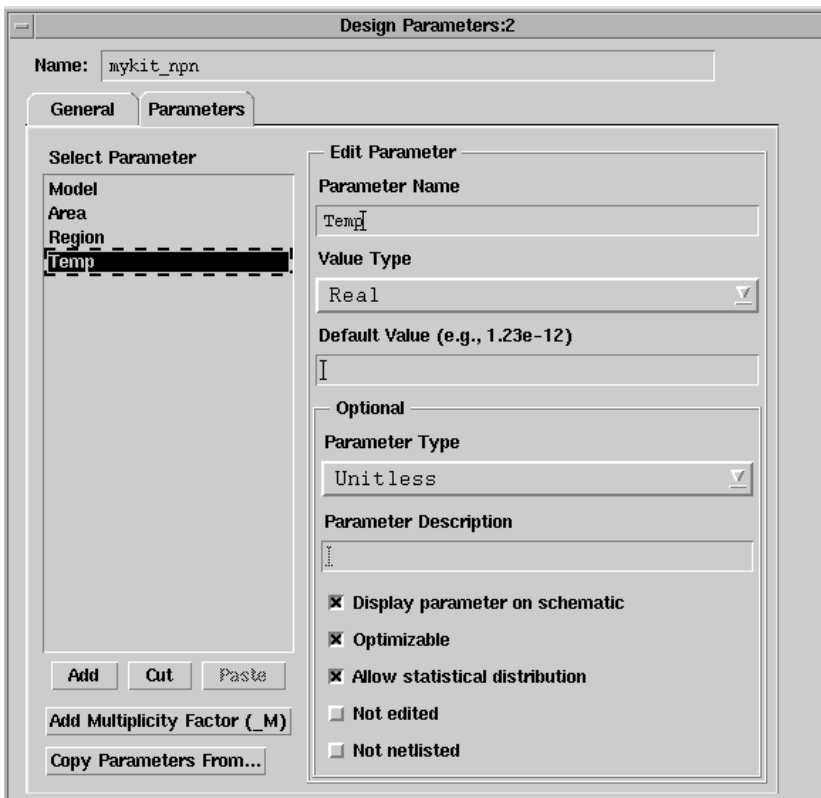 Design Parameters:2
Name: mykit_npn
General Parameters
Select Parameter
Model
Area
Region
Temp
Add Cut Paste
Add Multiplicity Factor (_M)
Copy Parameters From...
Edit Parameter
Parameter Name
Temp
Value Type
Real
Default Value (e.g., 1.23e-12)
Optional
Parameter Type
Unitless
Parameter Description
Display parameter on schematic
Optimizable
Allow statistical distribution
Not edited
Not netlisted